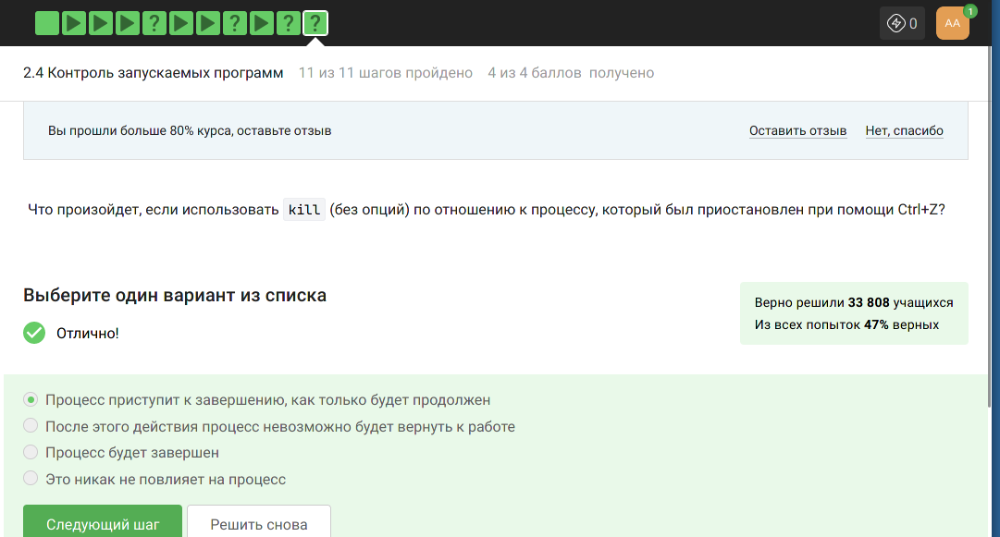 ? ? ? ?
0
AA
1
2.4 Контроль запускаемых программ 11 из 11 шагов пройдено 4 из 4 баллов получено
Вы прошли больше 80% курса, оставьте отзыв Оставить отзыв Нет, спасибо
Что произойдет, если использовать kill (без опций) по отношению к процессу, который был приостановлен при помощи Ctrl+Z?
Выберите один вариант из списка
Отлично!
Верно решили 33 808 учащихся
Из всех попыток 47% верных
Процесс приступит к завершению, как только будет продолжен
После этого действия процесс невозможно будет вернуть к работе
Процесс будет завершен
Это никак не повлияет на процесс
Следующий шаг Решить снова